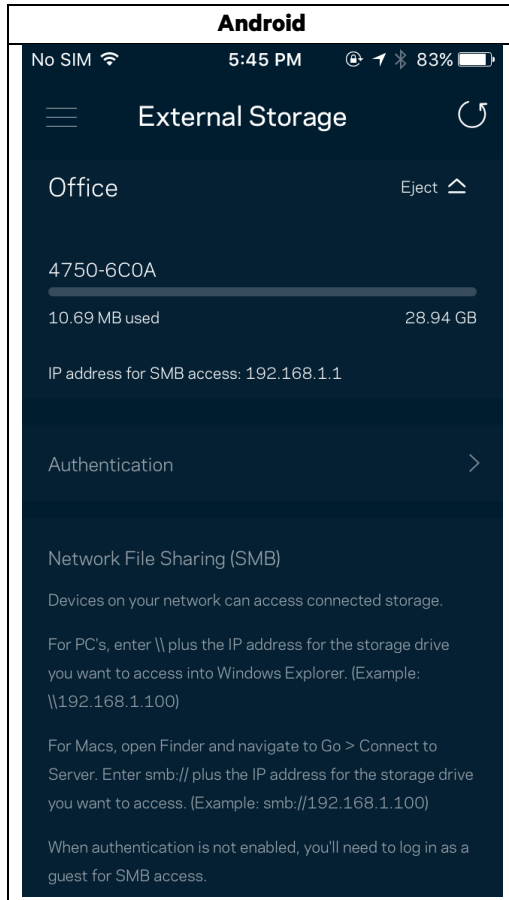 Android
No SIM 5:45 PM 83%
External Storage
Office Eject
4750-6C0A
10.69 MB used 28.94 GB
IP address for SMB access: 192.168.1.1
Authentication
Network File Sharing (SMB)
Devices on your network can access connected storage.
For PC's, enter \\ plus the IP address for the storage drive
you want to access into Windows Explorer. (Example:
\\192.168.1.100)
For Macs, open Finder and navigate to Go > Connect to
Server. Enter smb:// plus the IP address for the storage drive
you want to access. (Example: smb://192.168.1.100)
When authentication is not enabled, you'll need to log in as a
guest for SMB access.